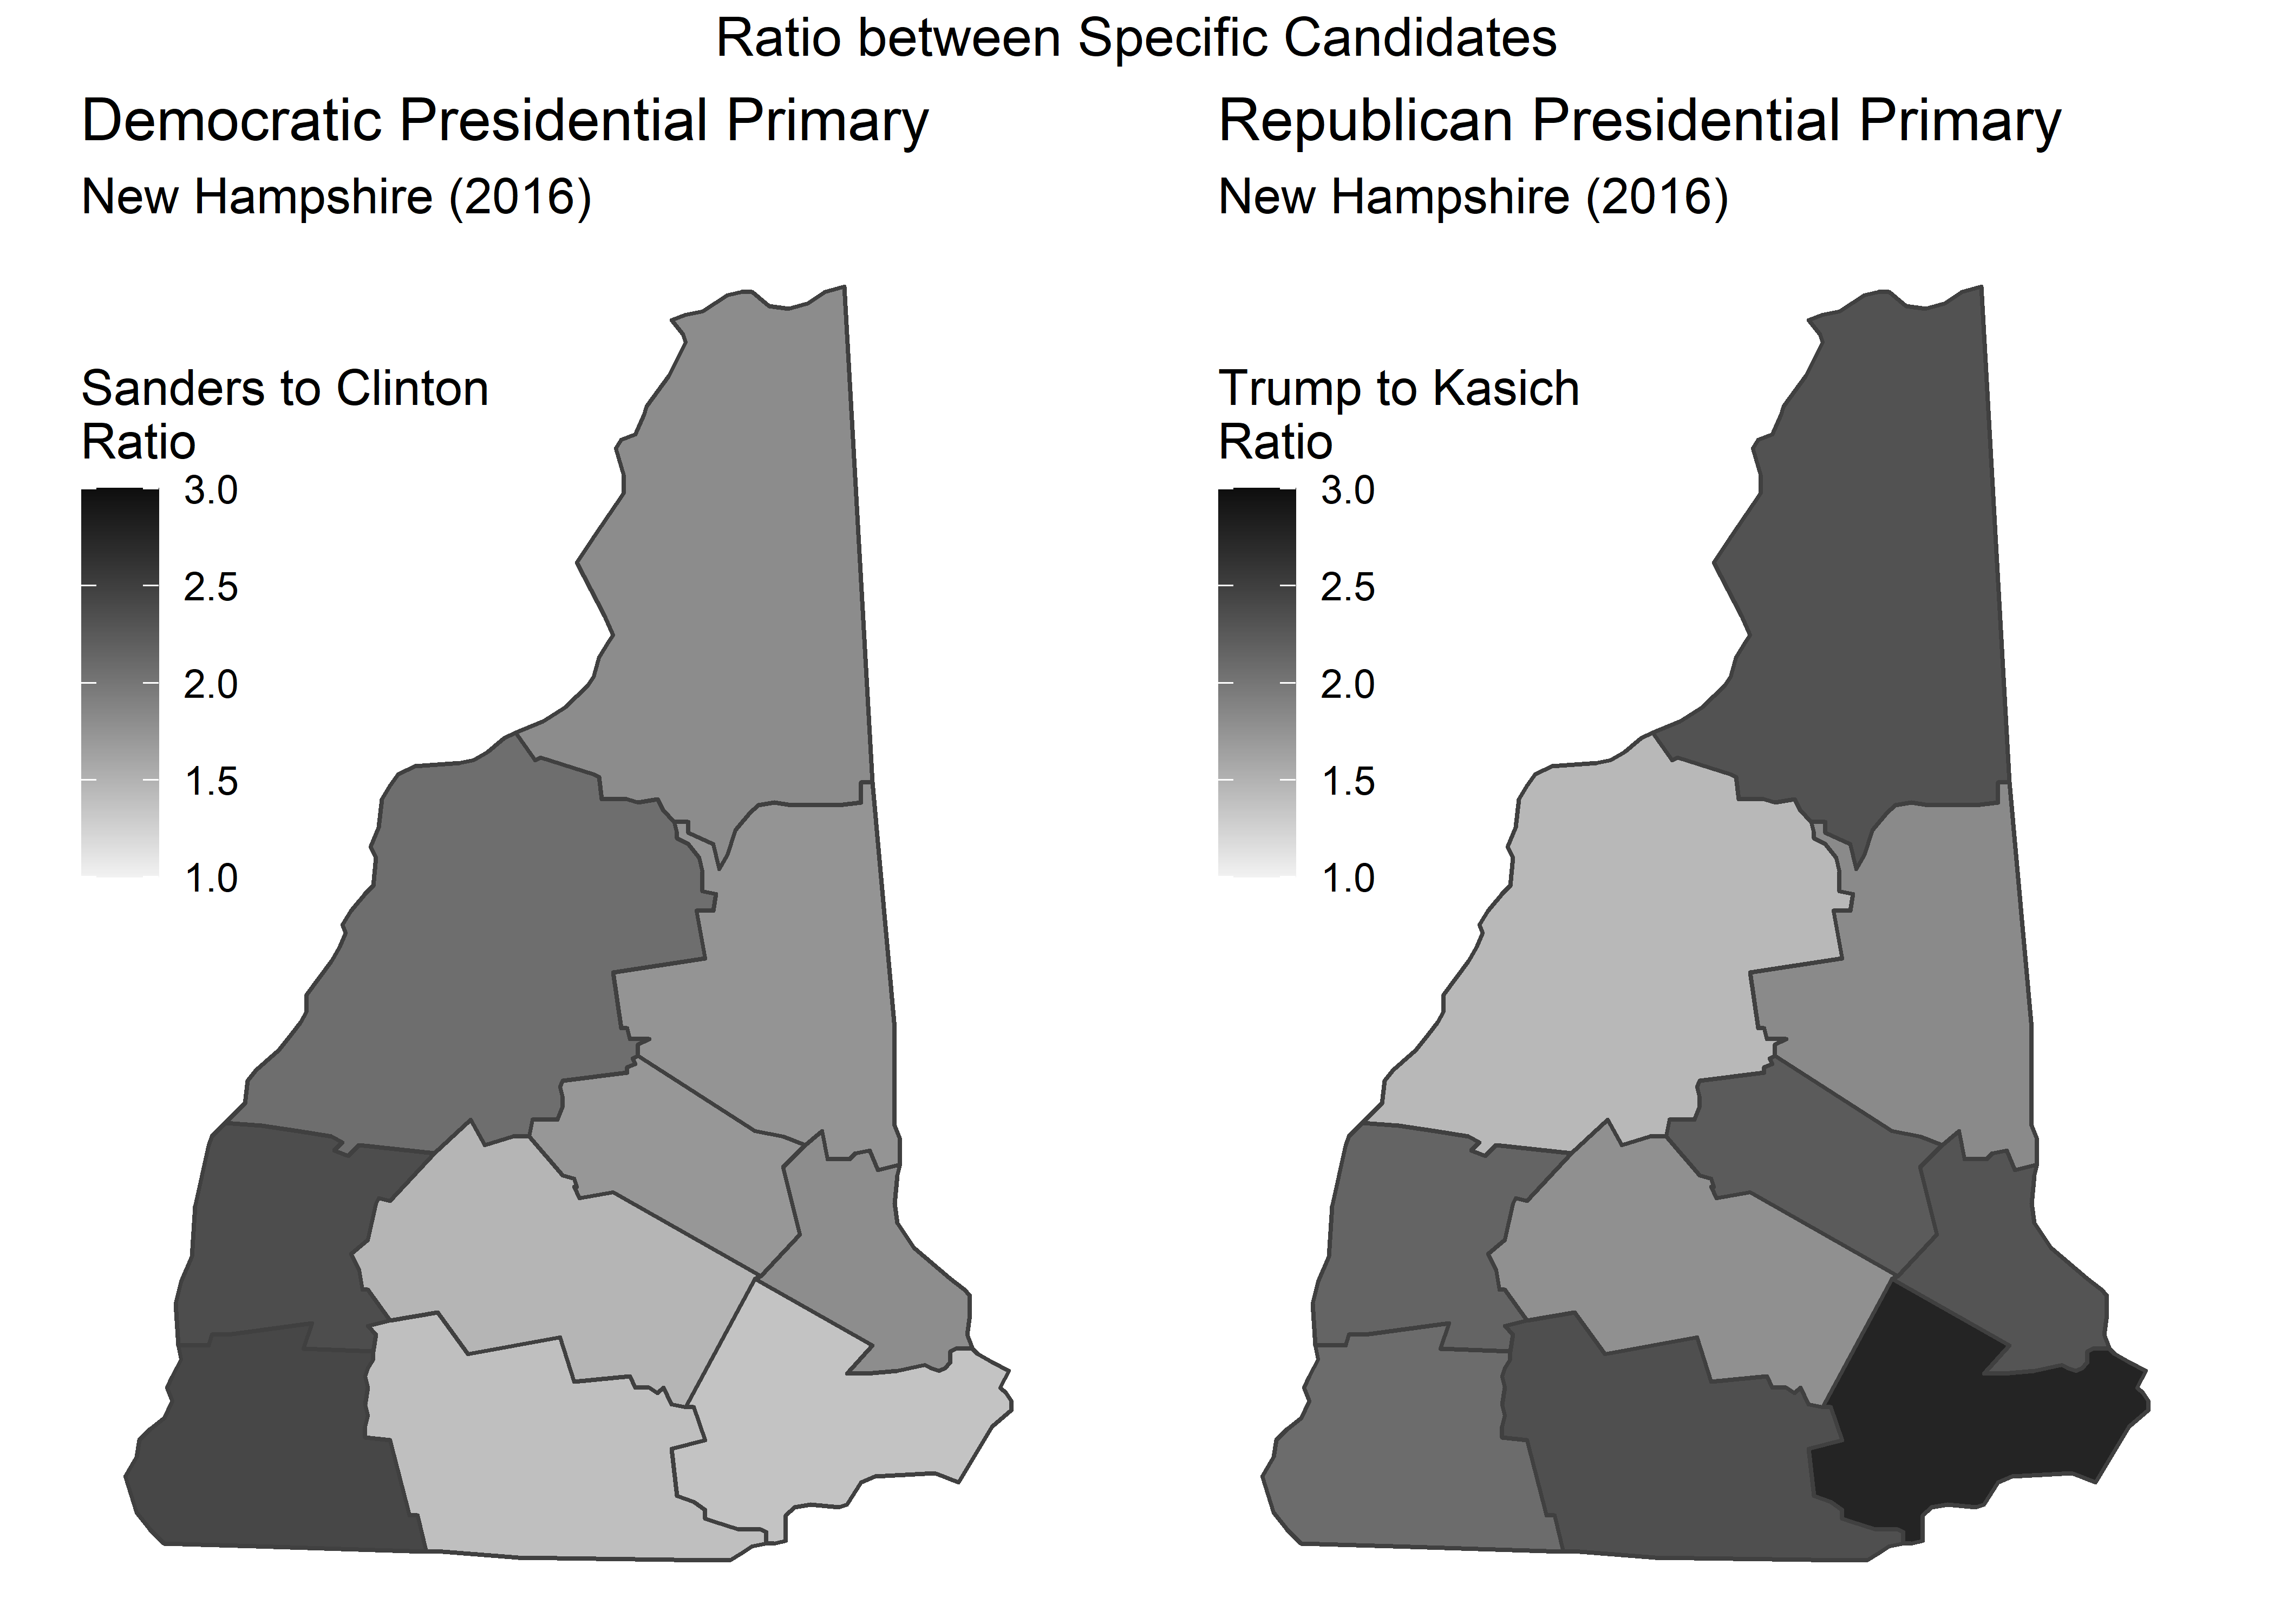 Ratio between Specific Candidates
Democratic Presidential Primary
New Hampshire (2016)
Sanders to Clinton
Ratio
3.0
2.5
2.0
1.5
1.0
Republican Presidential Primary
New Hampshire (2016)
Trump to Kasich
Ratio
3.0
2.5
2.0
1.5
1.0